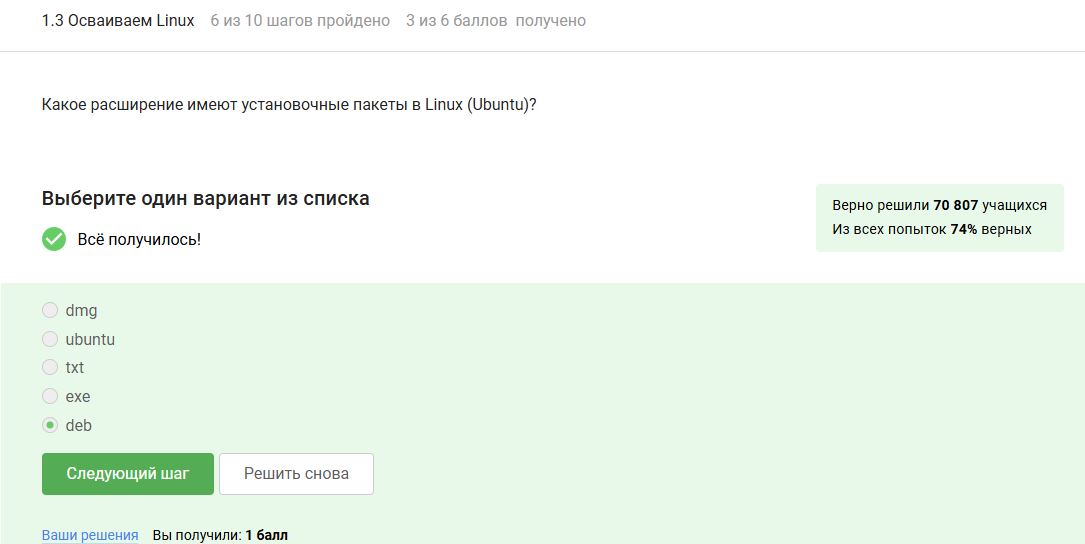 1.3 Осваиваем Linux 6 из 10 шагов пройдено 3 из 6 баллов получено
Какое расширение имеют установочные пакеты в Linux (Ubuntu)?
Выберите один вариант из списка
Верно решили 70 807 учащихся
Из всех попыток 74% верных
Всё получилось!
dmg
ubuntu
txt
exe
deb
Следующий шаг Решить снова
Ваши решения Вы получили: 1 балл